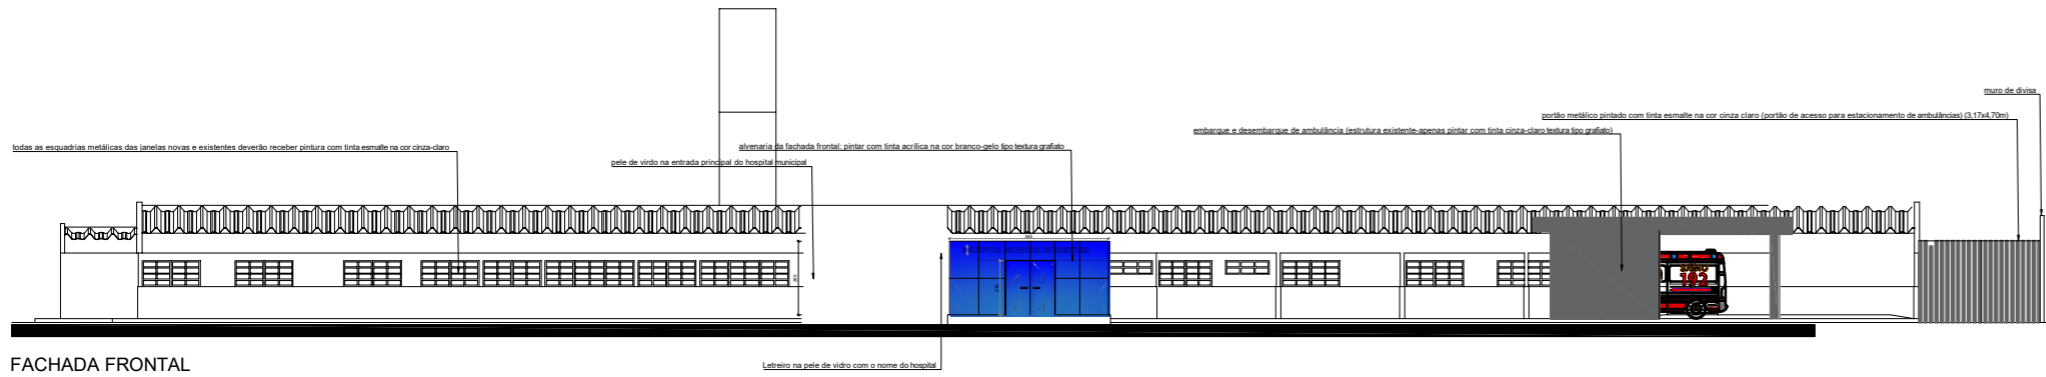 muro de divisa
portão metálico pintado com tinta esmalte na cor cinza claro (portão de acesso para estacionamento de ambulâncias) (3,17x4,70m)
embarque e desembarque de ambulância (estrutura existente-apenas pintar com tinta cinza-claro textura tipo grafiato)
todas as esquadrias metálicas das janelas novas e existentes deverão receber pintura com tinta esmalte na cor cinza-claro
alvenaria da fachada frontal: pintar com tinta acrílica na cor branco-gelo tipo textura grafiato
pele de virdo na entrada principal do hospital municipal
192
FACHADA FRONTAL
Letreiro na pele de vidro com o nome do hospital